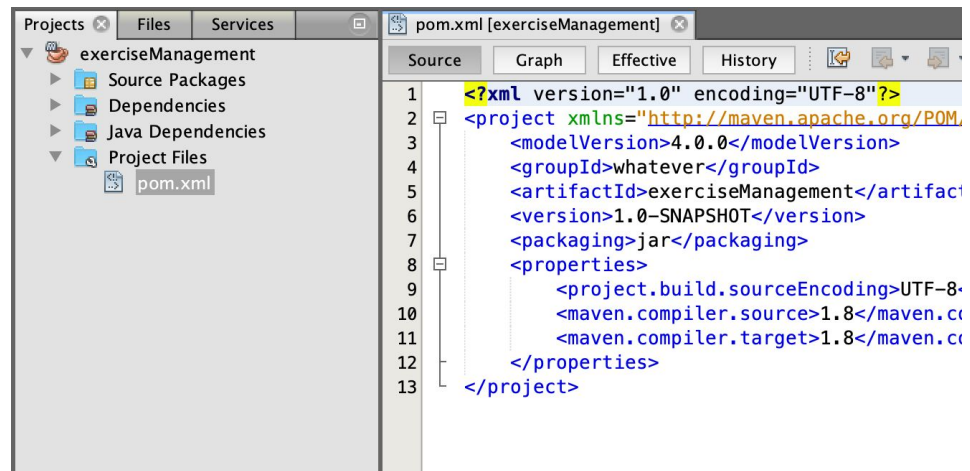 Projects Files Services
exerciseManagement
Source Packages
Dependencies
Java Dependencies
Project Files
pom.xml
pom.xml [exerciseManagement]
Source Graph Effective History
1 <?xml version="1.0" encoding="UTF-8"?>
2 <project xmlns="http://maven.apache.org/POM/
3 <modelVersion>4.0.0</modelVersion>
4 <groupId>whatever</groupId>
5 <artifactId>exerciseManagement</artifact
6 <version>1.0-SNAPSHOT</version>
7 <packaging>jar</packaging>
8 <properties>
9 <project.build.sourceEncoding>UTF-8<
10 <maven.compiler.source>1.8</maven.co
11 <maven.compiler.target>1.8</maven.co
12 </properties>
13 </project>